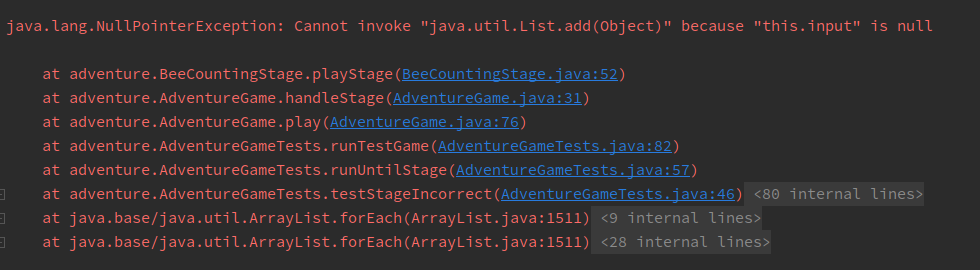 java.lang.NullPointerException: Cannot invoke "java.util.List.add(Object)" because "this.input" is null
at adventure.BeeCountingStage.playStage(BeeCountingStage.java:52)
at adventure.AdventureGame.handleStage(AdventureGame.java:31)
at adventure.AdventureGame.play(AdventureGame.java:76)
at adventure.AdventureGameTests.runTestGame(AdventureGameTests.java:82)
at adventure.AdventureGameTests.runUntilStage(AdventureGameTests.java:57)
at adventure.AdventureGameTests.testStageIncorrect(AdventureGameTests.java:46) <80 internal lines>
at java.base/java.util.ArrayList.forEach(ArrayList.java:1511) <9 internal lines>
at java.base/java.util.ArrayList.forEach(ArrayList.java:1511) <28 internal lines>